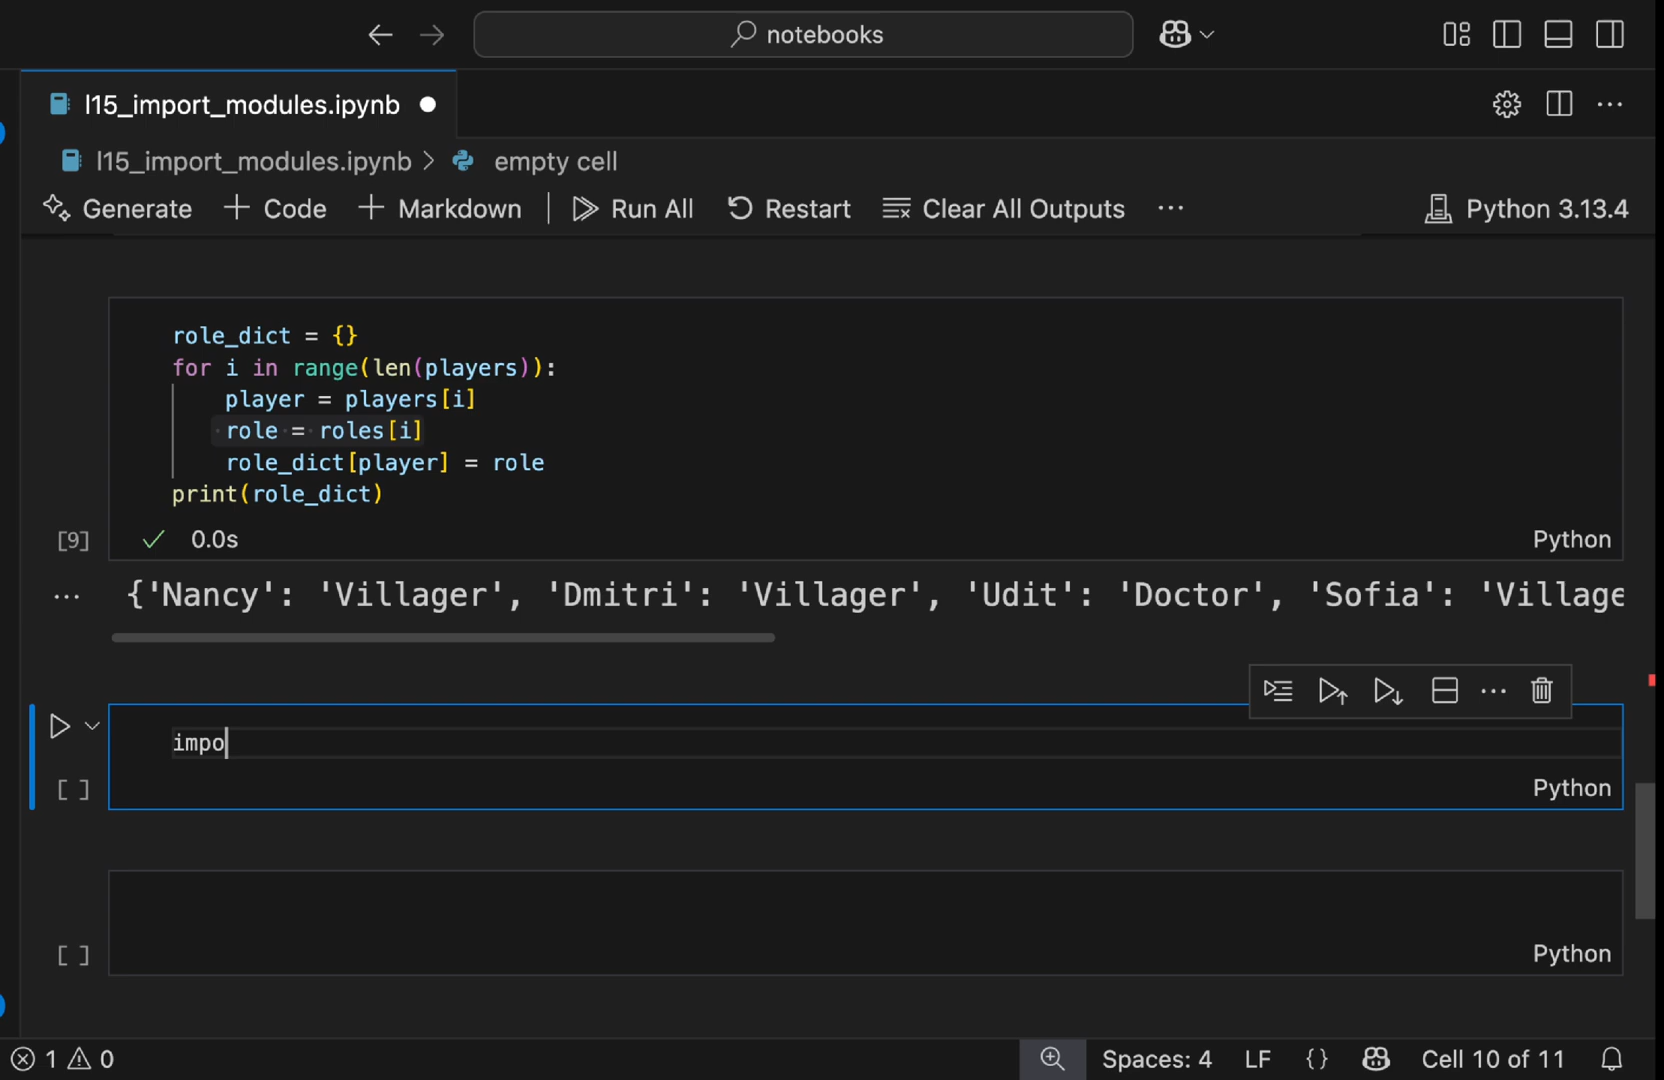 notebooks
l15_import_modules.ipynb
l15_import_modules.ipynb > empty cell
Generate + Code + Markdown | Run All Restart Clear All Outputs ... Python 3.13.4
role_dict = {}
for i in range(len(players)):
    player = players[i]
    role = roles[i]
    role_dict[player] = role
print(role_dict)
[9] 0.0s Python
... {'Nancy': 'Villager', 'Dmitri': 'Villager', 'Udit': 'Doctor', 'Sofia': 'Village
impo
[ ] Python
[ ] Python
1 0 Spaces: 4 LF {} Cell 10 of 11